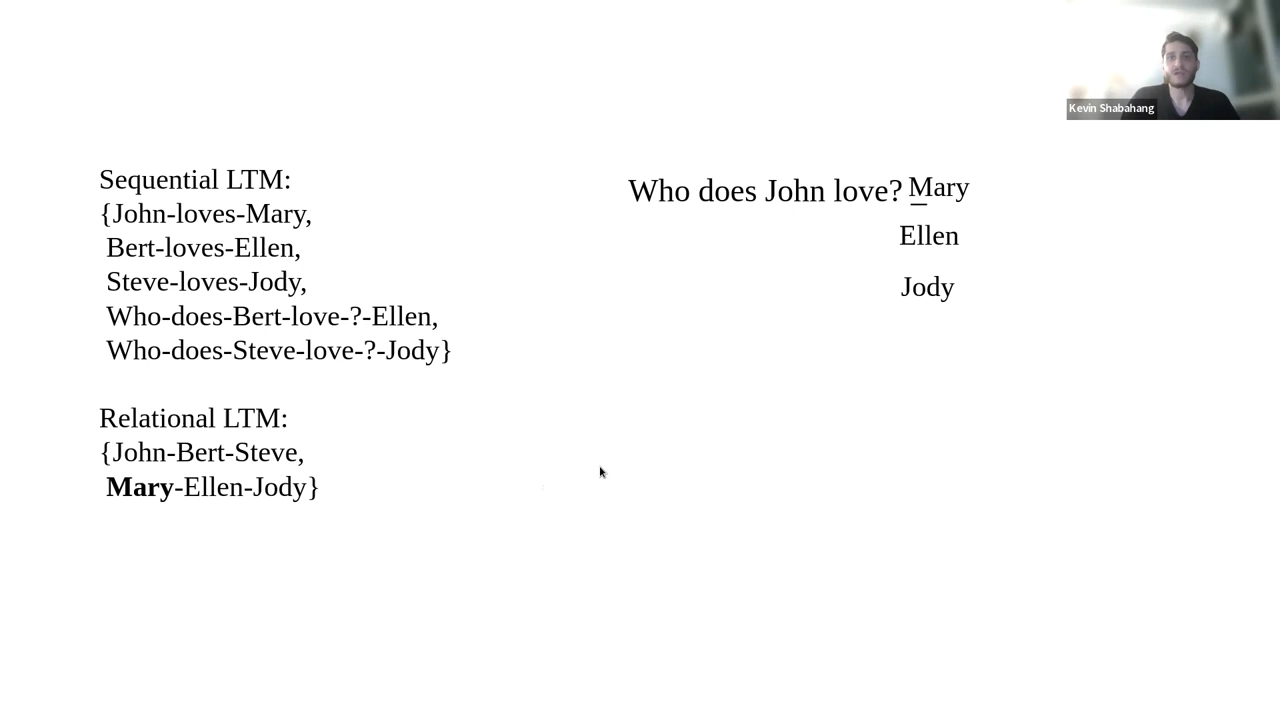 Kevin Shabahang
Sequential LTM:
{John-loves-Mary,
Bert-loves-Ellen,
Steve-loves-Jody,
Who-does-Bert-love-?-Ellen,
Who-does-Steve-love-?-Jody}
Relational LTM:
{John-Bert-Steve,
Mary-Ellen-Jody}
Who does John love? Mary
Ellen
Jody